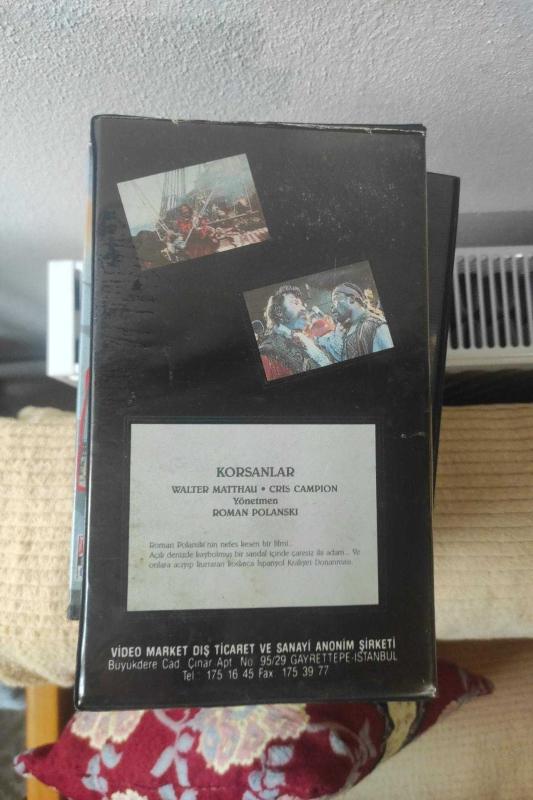 KORSANLAR
WALTER MATTHAU • CRIS CAMPION
Yönetmen
ROMAN POLANSKI
Roman Polanski'nin nefes kesen bir filmi...
Açık denizde kaybolmuş bir sandal içinde çaresiz iki adam... Ve
onlara acıyıp kurtaran koskoca İspanyol Kraliyet Donanması.
VİDEO MARKET DIŞ TİCARET VE SANAYİ ANONİM ŞİRKETİ
Büyükdere Cad. Çınar Apt. No. 95/29 GAYRETTEPE-İSTANBUL
Tel : 175 16 45 Fax : 175 39 77